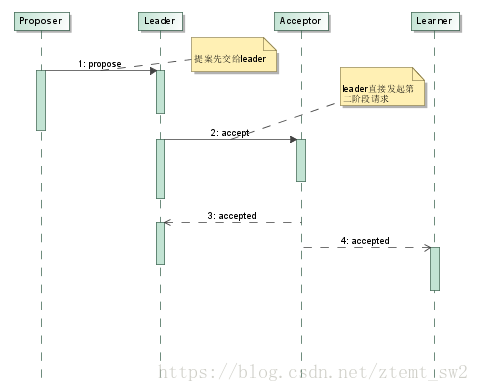 Proposer
Leader
Acceptor
Learner
提案先交给leader
1: propose
leader直接发起第
二阶段请求
2: accept
3: accepted
4: accepted
https://blog.csdn.net/ztemt_sw2